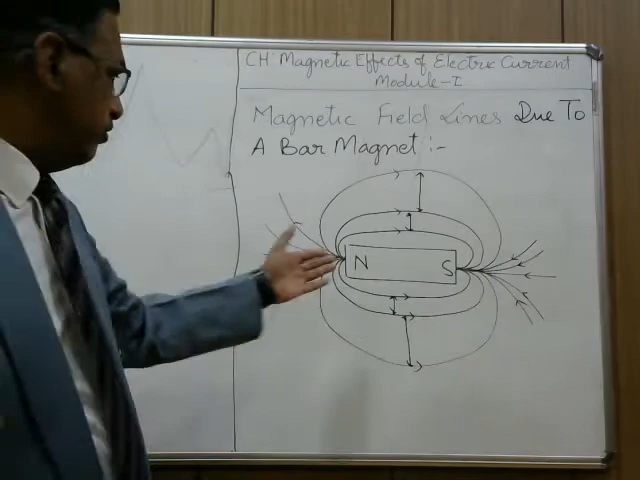 CH Magnetic Effects of Electric Current
Module-I
Magnetic Field Lines Due To
A Bar Magnet :-
N S